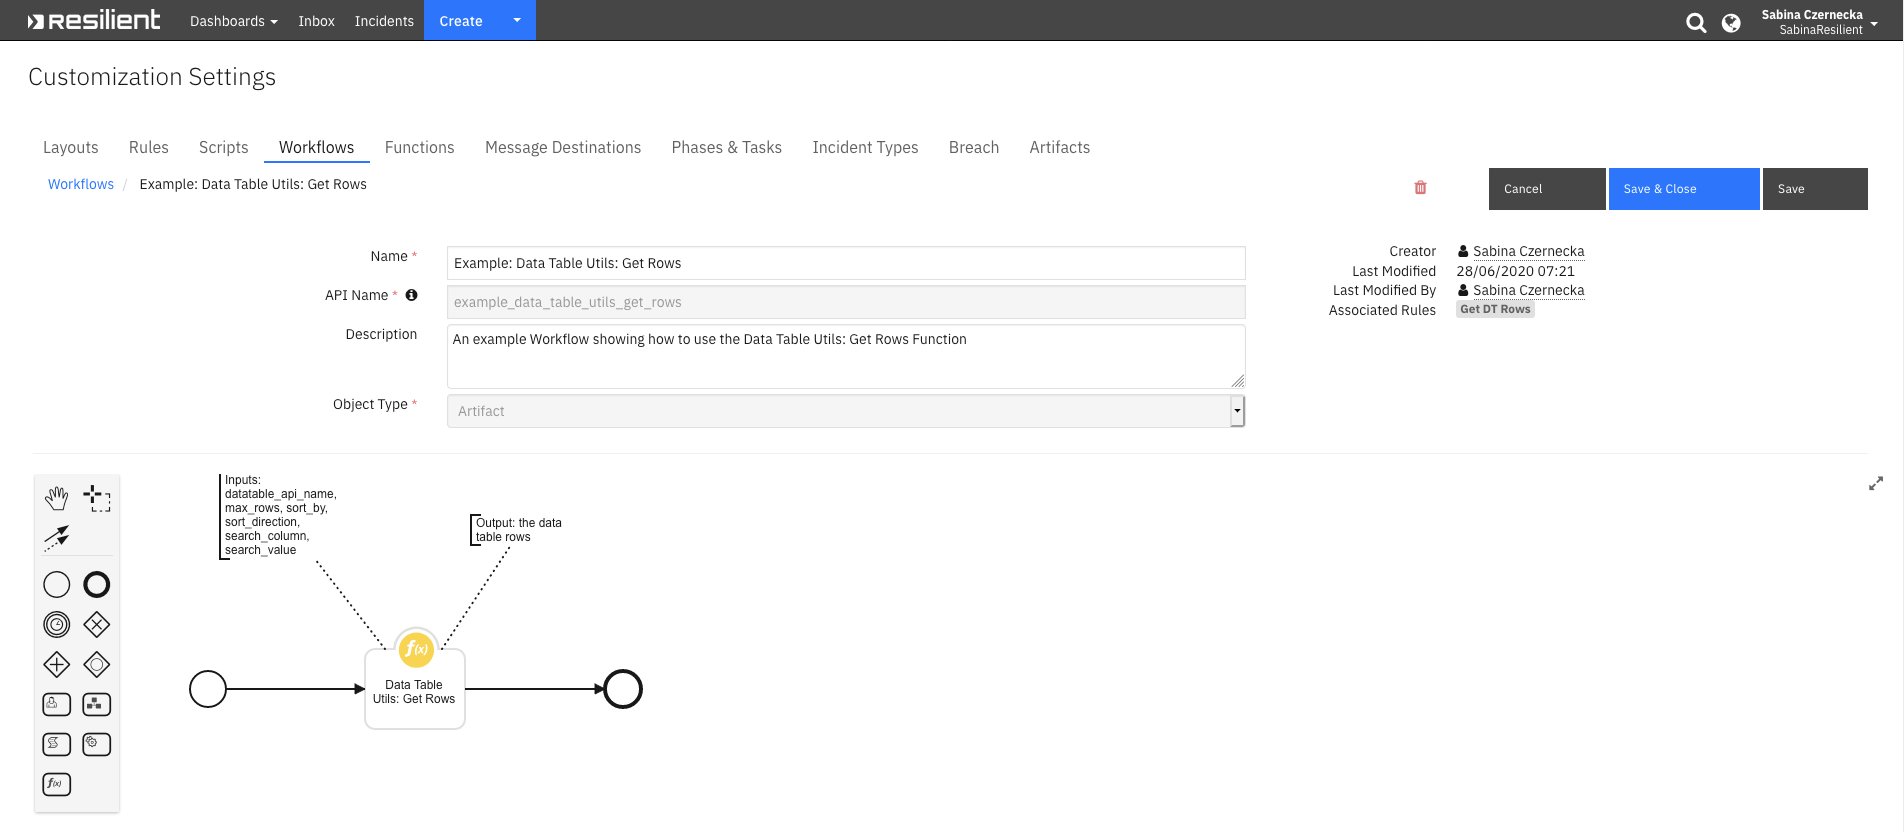 resilient Dashboards Inbox Incidents Create Sabina Czernecka
SabinaResilient
Customization Settings
Layouts Rules Scripts Workflows Functions Message Destinations Phases & Tasks Incident Types Breach Artifacts
Workflows / Example: Data Table Utils: Get Rows Cancel Save & Close Save
Name * Example: Data Table Utils: Get Rows
API Name * example_data_table_utils_get_rows
Description An example Workflow showing how to use the Data Table Utils: Get Rows Function
Object Type * Artifact
Creator Sabina Czernecka
Last Modified 28/06/2020 07:21
Last Modified By Sabina Czernecka
Associated Rules Get DT Rows
Inputs:
datatable_api_name,
max_rows, sort_by,
sort_direction,
search_column,
search_value
Output: the data
table rows
f(x)
Data Table
Utils: Get Rows
f(x)